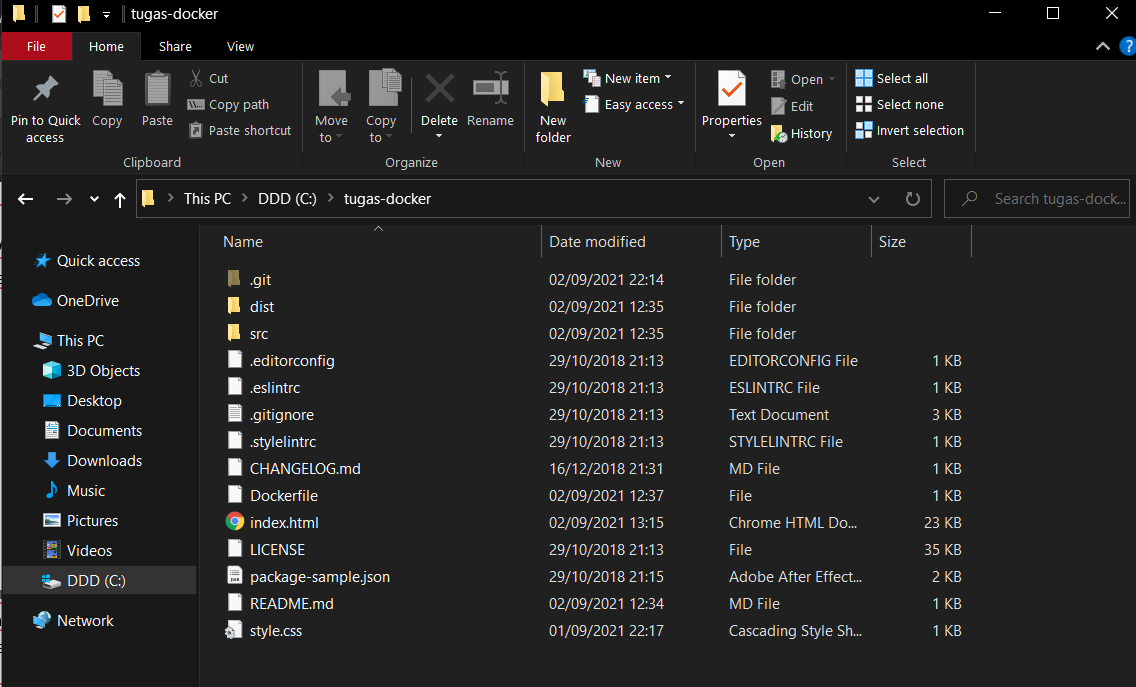 tugas-docker
File Home Share View
Pin to Quick access
Copy
Paste
Cut
Copy path
Paste shortcut
Clipboard
Move to
Copy to
Delete
Rename
Organize
New folder
New item
Easy access
New
Properties
Open
Edit
History
Open
Select all
Select none
Invert selection
Select
This PC > DDD (C:) > tugas-docker
Search tugas-dock...
Quick access
OneDrive
This PC
3D Objects
Desktop
Documents
Downloads
Music
Pictures
Videos
DDD (C:)
Network
Name Date modified Type Size
.git 02/09/2021 22:14 File folder
dist 02/09/2021 12:35 File folder
src 02/09/2021 12:35 File folder
.editorconfig 29/10/2018 21:13 EDITORCONFIG File 1 KB
.eslintrc 29/10/2018 21:13 ESLINTRC File 1 KB
.gitignore 29/10/2018 21:13 Text Document 3 KB
.stylelintrc 29/10/2018 21:13 STYLELINTRC File 1 KB
CHANGELOG.md 16/12/2018 21:31 MD File 1 KB
Dockerfile 02/09/2021 12:37 File 1 KB
index.html 02/09/2021 13:15 Chrome HTML Do... 23 KB
LICENSE 29/10/2018 21:13 File 35 KB
package-sample.json 29/10/2018 21:15 Adobe After Effect... 2 KB
README.md 02/09/2021 12:34 MD File 1 KB
style.css 01/09/2021 22:17 Cascading Style Sh... 1 KB